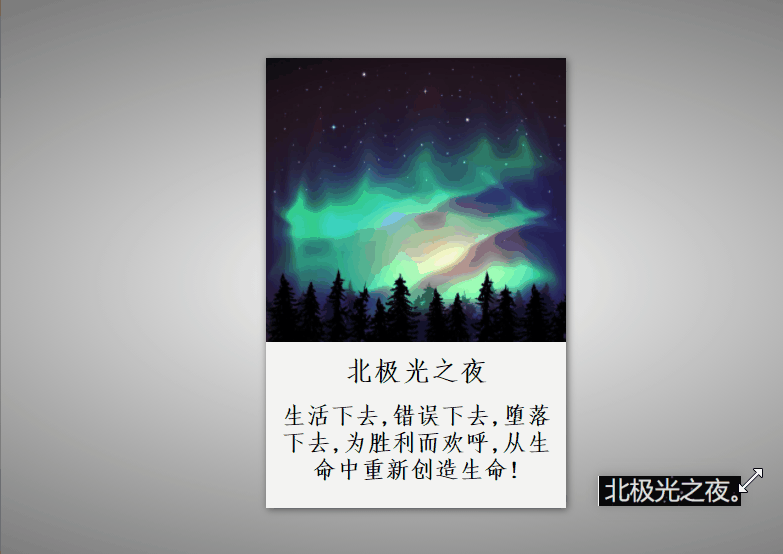 北极光之夜
生活下去,错误下去,堕落
下去,为胜利而欢呼,从生
命中重新创造生命!
北极光之夜。